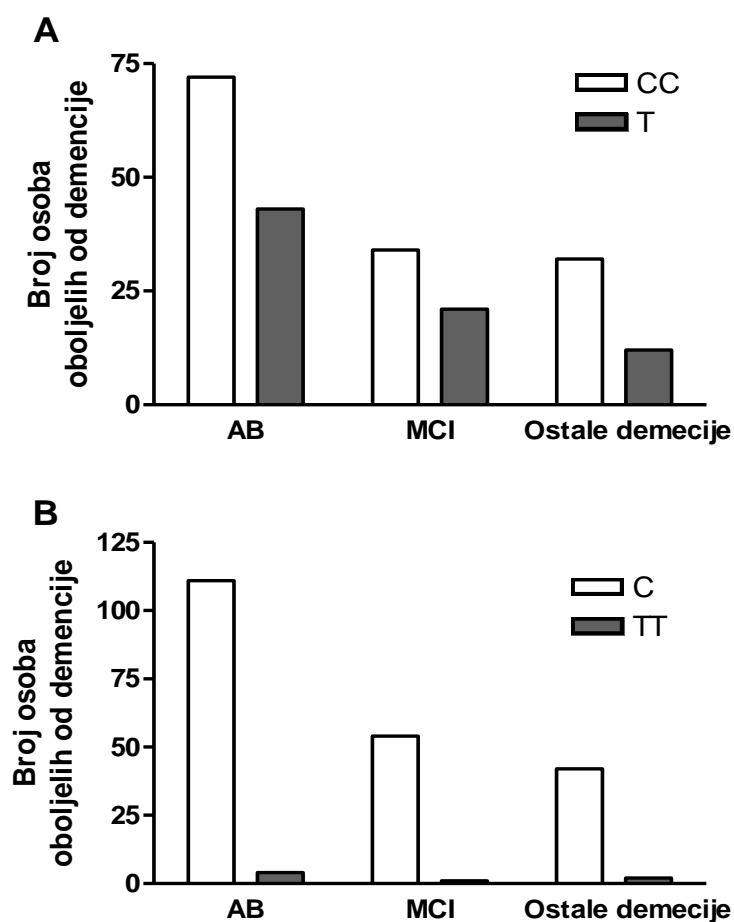 A
Broj osoba
oboljelih od demencije
75
50
25
0
CC
T
AB MCI Ostale demecije
B
Broj osoba
oboljelih od demencije
125
100
75
50
25
0
C
TT
AB MCI Ostale demecije